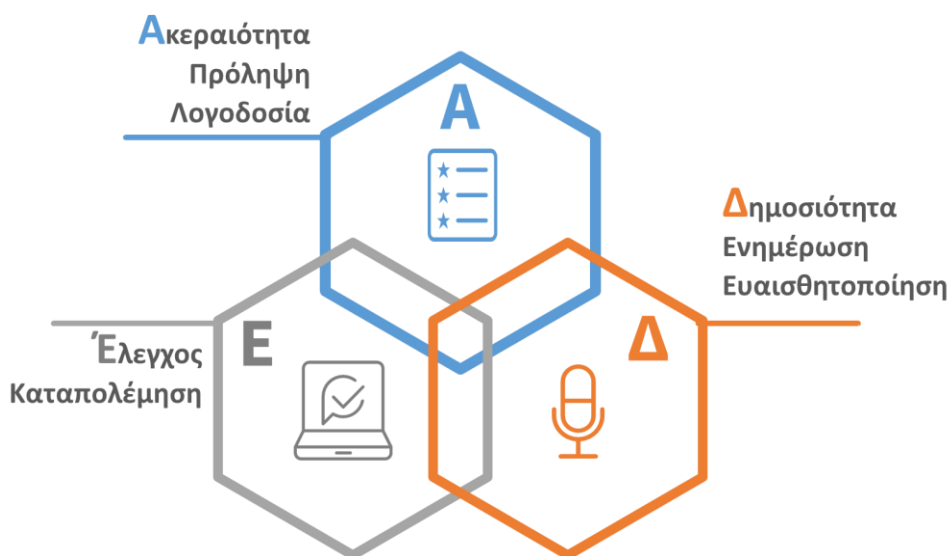 Ακεραιότητα
Πρόληψη
Λογοδοσία
Α
Δημοσιότητα
Ενημέρωση
Ευαισθητοποίηση
Έλεγχος
Καταπολέμηση
Ε
Δ